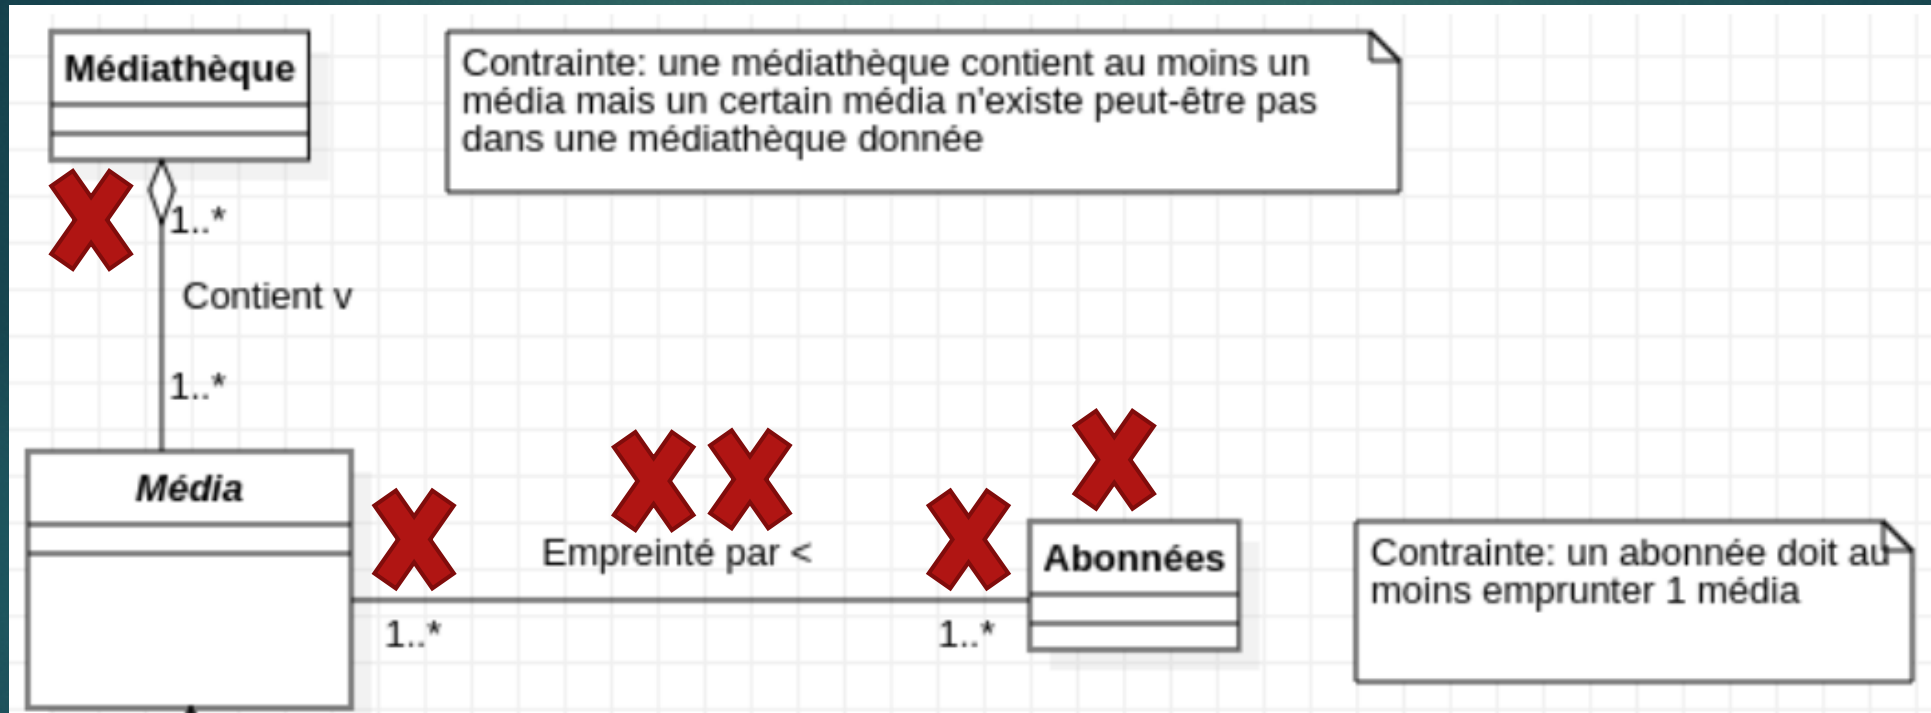 Médiathèque
Contrainte: une médiathèque contient au moins un
média mais un certain média n'existe peut-être pas
dans une médiathèque donnée
1..*
Contient v
1..*
Média
Empreinté par <
1..*
1..*
Abonnées
Contrainte: un abonnée doit au
moins emprunter 1 média